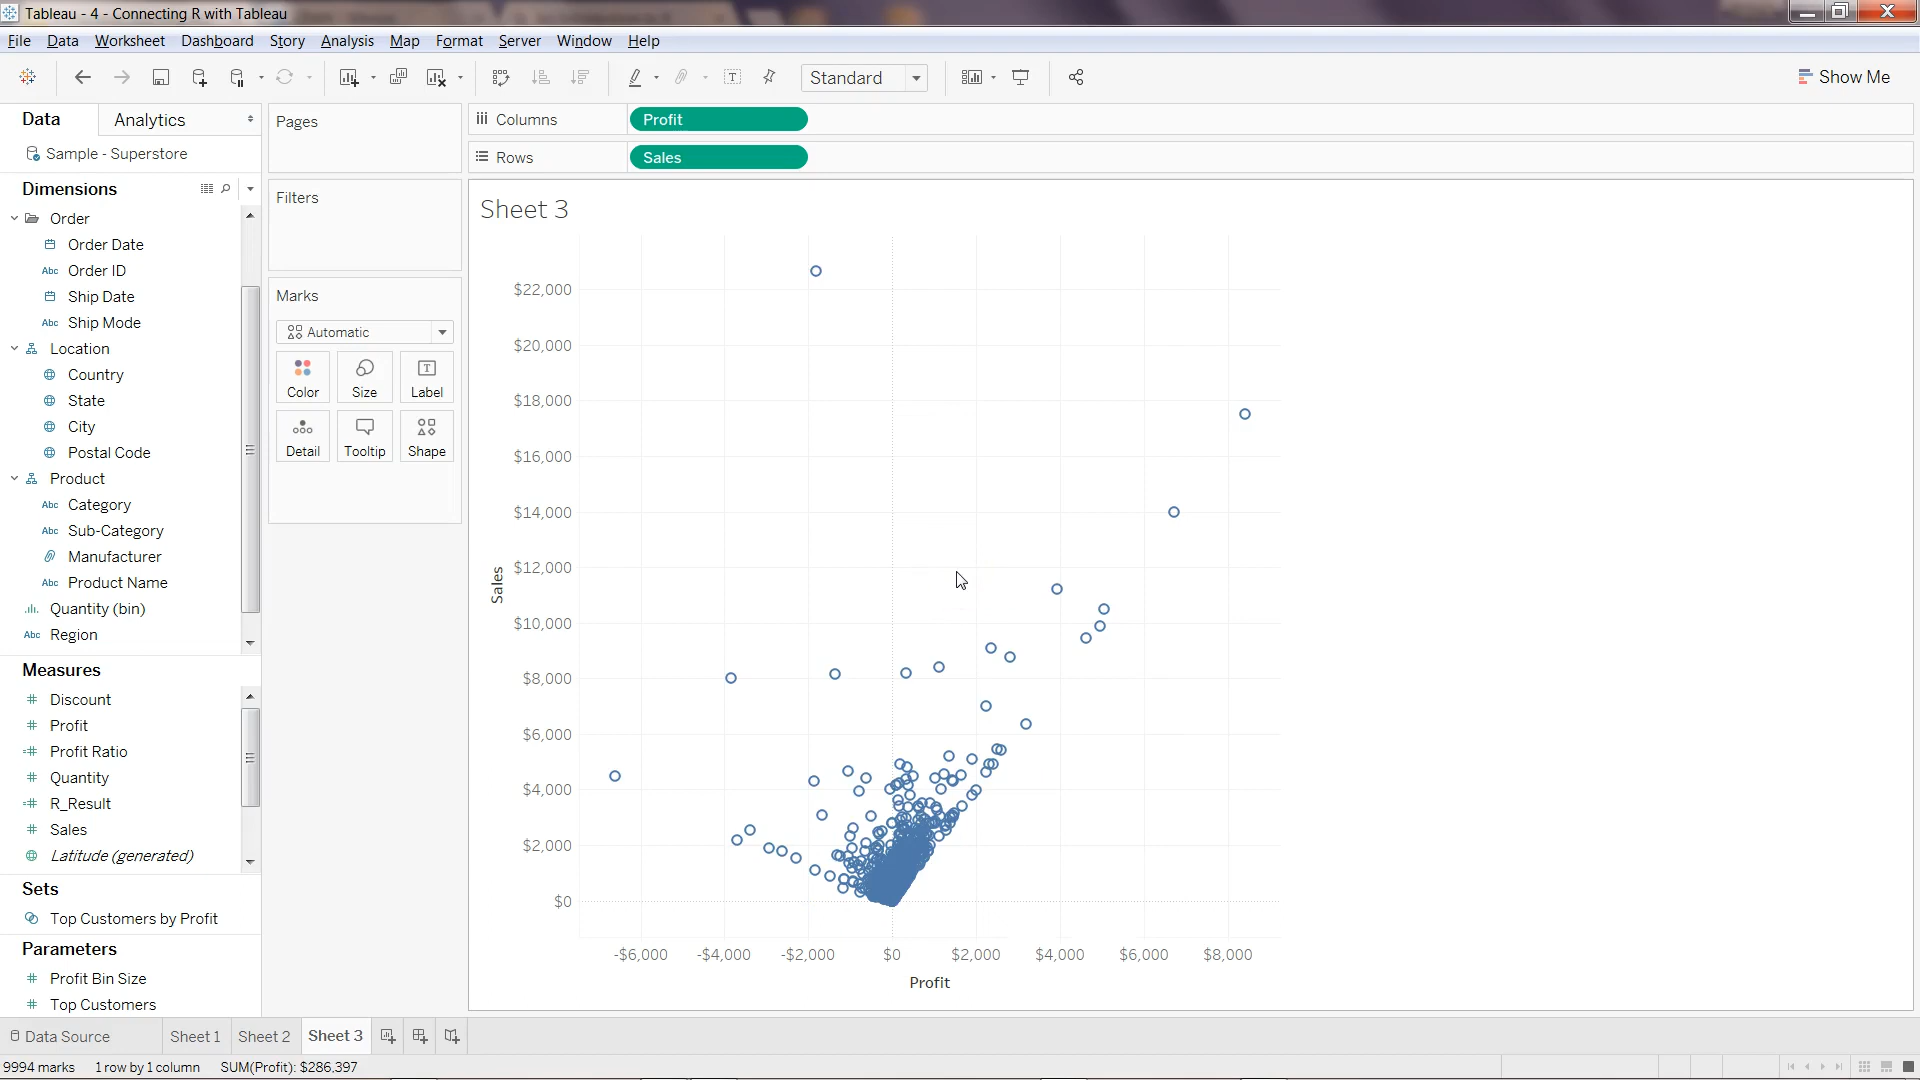 Tableau - 4 - Connecting R with Tableau
File Data Worksheet Dashboard Story Analysis Map Format Server Window Help
Standard
Show Me
Data Analytics
Sample - Superstore
Dimensions
Order
Order Date
Abc Order ID
Ship Date
Abc Ship Mode
Location
Country
State
City
Postal Code
Product
Abc Category
Abc Sub-Category
Manufacturer
Abc Product Name
Quantity (bin)
Abc Region
Measures
# Discount
# Profit
=# Profit Ratio
# Quantity
=# R_Result
# Sales
Latitude (generated)
Sets
Top Customers by Profit
Parameters
# Profit Bin Size
# Top Customers
Pages
Filters
Marks
Automatic
Color Size Label
Detail Tooltip Shape
Columns Profit
Rows Sales
Sheet 3
$22,000
$20,000
$18,000
$16,000
$14,000
$12,000
$10,000
$8,000
$6,000
$4,000
$2,000
$0
Sales
-$6,000 -$4,000 -$2,000 $0 $2,000 $4,000 $6,000 $8,000
Profit
Data Source Sheet 1 Sheet 2 Sheet 3
9994 marks 1 row by 1 column SUM(Profit): $286,397